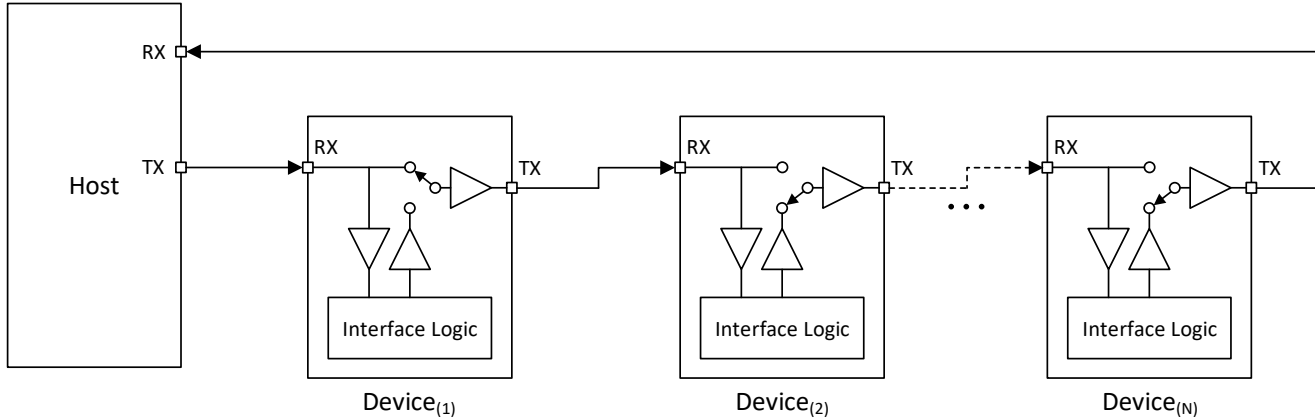 RX
TX
Host
RX
TX
Interface Logic
Device(1)
RX
TX
Interface Logic
Device(2)
• • •
RX
TX
Interface Logic
Device(N)